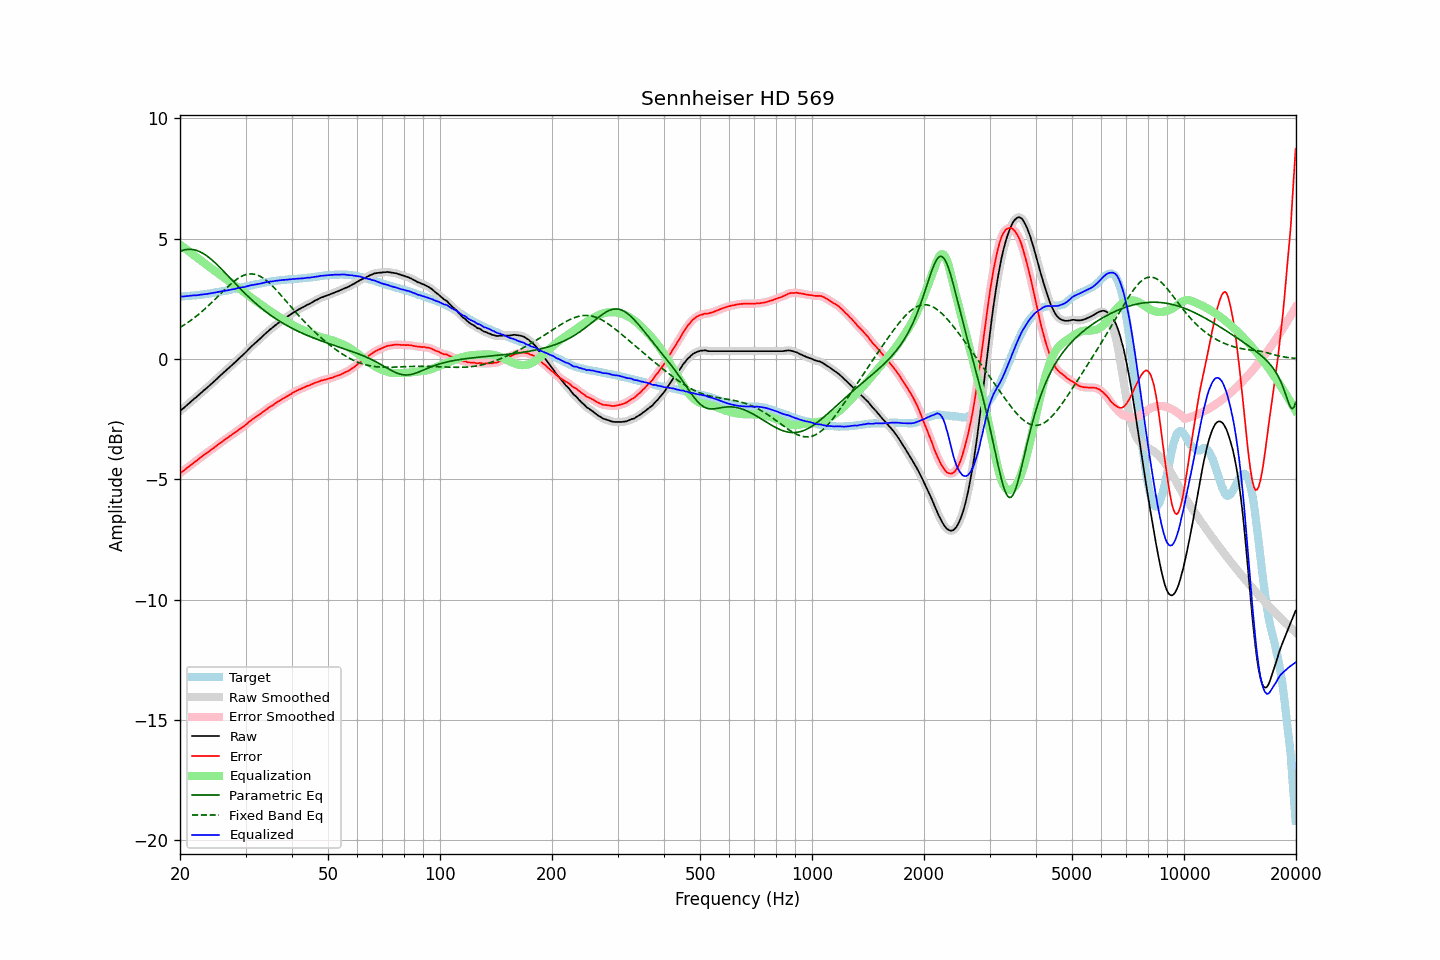 Sennheiser HD 569
10
5
0
−5
−10
−15
−20
Amplitude (dBr)
Target
Raw Smoothed
Error Smoothed
Raw
Error
Equalization
Parametric Eq
Fixed Band Eq
Equalized
20
50
100
200
500
1000
2000
5000
10000
20000
Frequency (Hz)